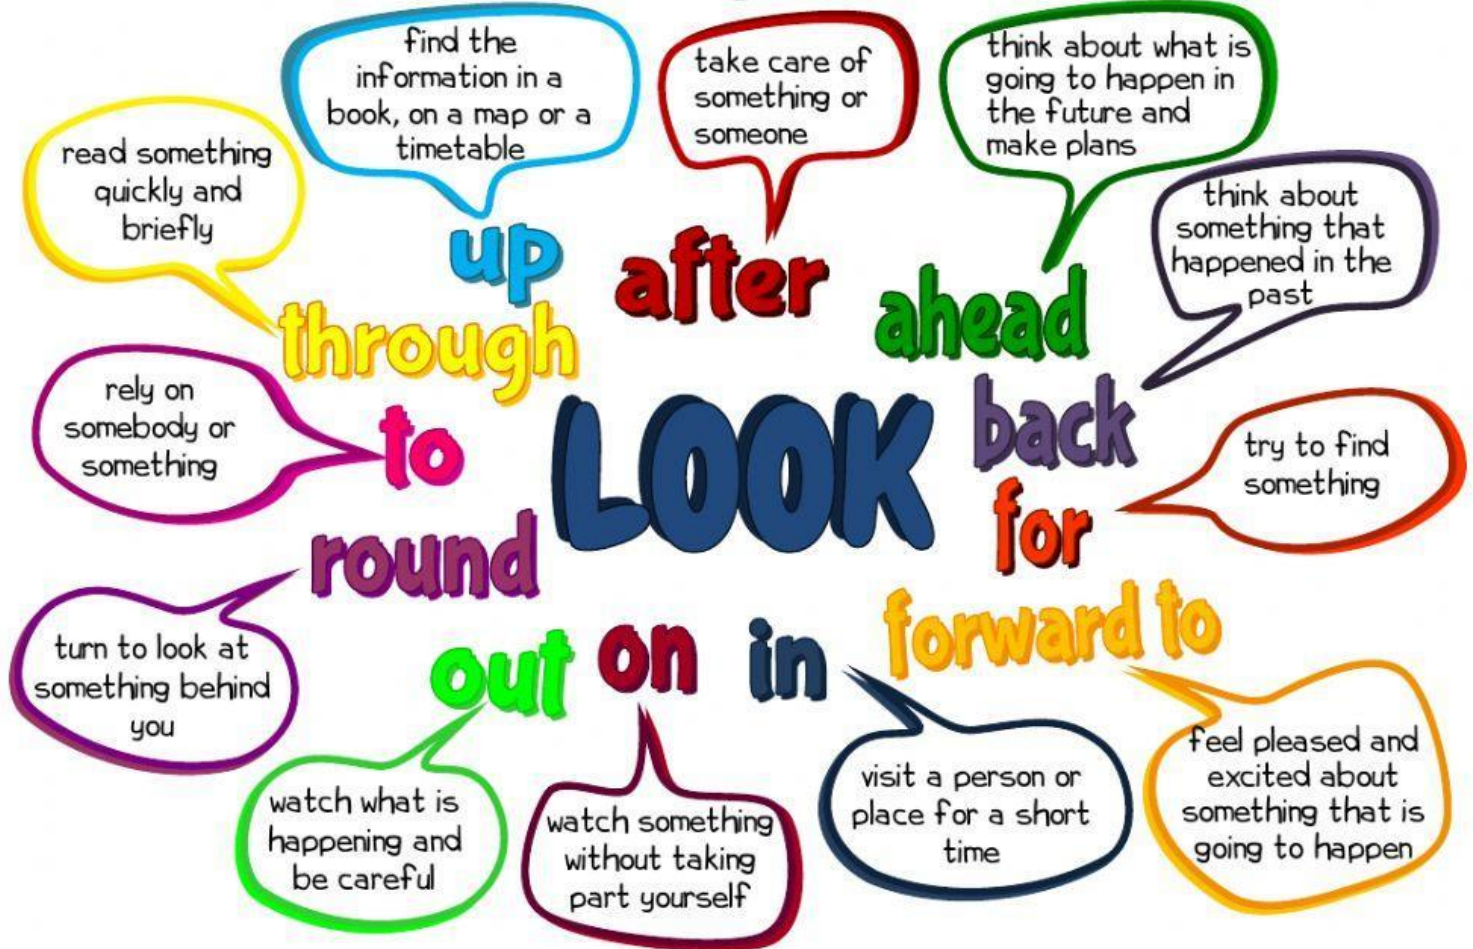 find the
information in a
book, on a map or a
timetable
up
take care of
something or
someone
after
think about what is
going to happen in
the future and
make plans
ahead
read something
quickly and
briefly
through
think about
something that
happened in the
past
back
rely on
somebody or
something
to
LOOK
try to find
something
for
turn to look at
something behind
you
round
watch what is
happening and
be careful
out
watch something
without taking
part yourself
on
visit a person or
place for a short
time
in
feel pleased and
excited about
something that is
going to happen
forward to